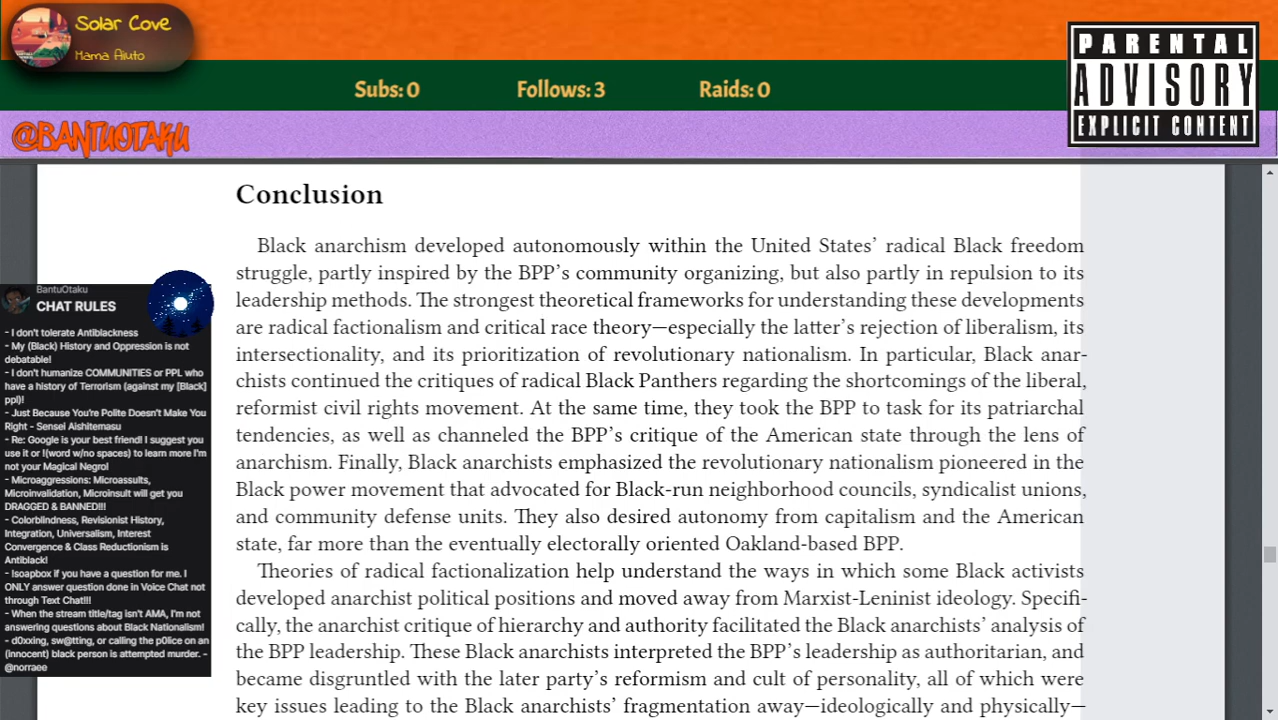 Solar Cove
Mama Aiuto
Subs: 0
Follows: 3
Raids: 0
PARENTAL
ADVISORY
EXPLICIT CONTENT
@BANTUOTAKU
BantuOtaku
CHAT RULES
- I don't tolerate Antiblackness
- My (Black) History and Oppression is not
debatable!
- I don't humanize COMMUNITIES or PPL who
have a history of Terrorism (against my [Black]
ppl)!
- Just Because You're Polite Doesn't Make You
Right - Sensei Aishitemasu
- Re: Google is your best friend! I suggest you
use it or !(word w/no spaces) to learn more I'm
not your Magical Negro!
- Microaggressions: Microassults,
Microinvalidation, Microinsult will get you
DRAGGED & BANNED!!!
- Colorblindness, Revisionist History,
Integration, Universalism, Interest
Convergence & Class Reductionism is
Antiblack!
- !soapbox if you have a question for me. I
ONLY answer question done in Voice Chat not
through Text Chat!!!
- When the stream title/tag isn't AMA, I'm not
answering questions about Black Nationalism!
- d0xxing, sw@tting, or calling the p0lice on an
(innocent) black person is attempted murder. -
@norraee
Conclusion
Black anarchism developed autonomously within the United States' radical Black freedom
struggle, partly inspired by the BPP's community organizing, but also partly in repulsion to its
leadership methods. The strongest theoretical frameworks for understanding these developments
are radical factionalism and critical race theory—especially the latter's rejection of liberalism, its
intersectionality, and its prioritization of revolutionary nationalism. In particular, Black anar-
chists continued the critiques of radical Black Panthers regarding the shortcomings of the liberal,
reformist civil rights movement. At the same time, they took the BPP to task for its patriarchal
tendencies, as well as channeled the BPP's critique of the American state through the lens of
anarchism. Finally, Black anarchists emphasized the revolutionary nationalism pioneered in the
Black power movement that advocated for Black-run neighborhood councils, syndicalist unions,
and community defense units. They also desired autonomy from capitalism and the American
state, far more than the eventually electorally oriented Oakland-based BPP.
Theories of radical factionalization help understand the ways in which some Black activists
developed anarchist political positions and moved away from Marxist-Leninist ideology. Specifi-
cally, the anarchist critique of hierarchy and authority facilitated the Black anarchists' analysis of
the BPP leadership. These Black anarchists interpreted the BPP's leadership as authoritarian, and
became disgruntled with the later party's reformism and cult of personality, all of which were
key issues leading to the Black anarchists' fragmentation away—ideologically and physically—